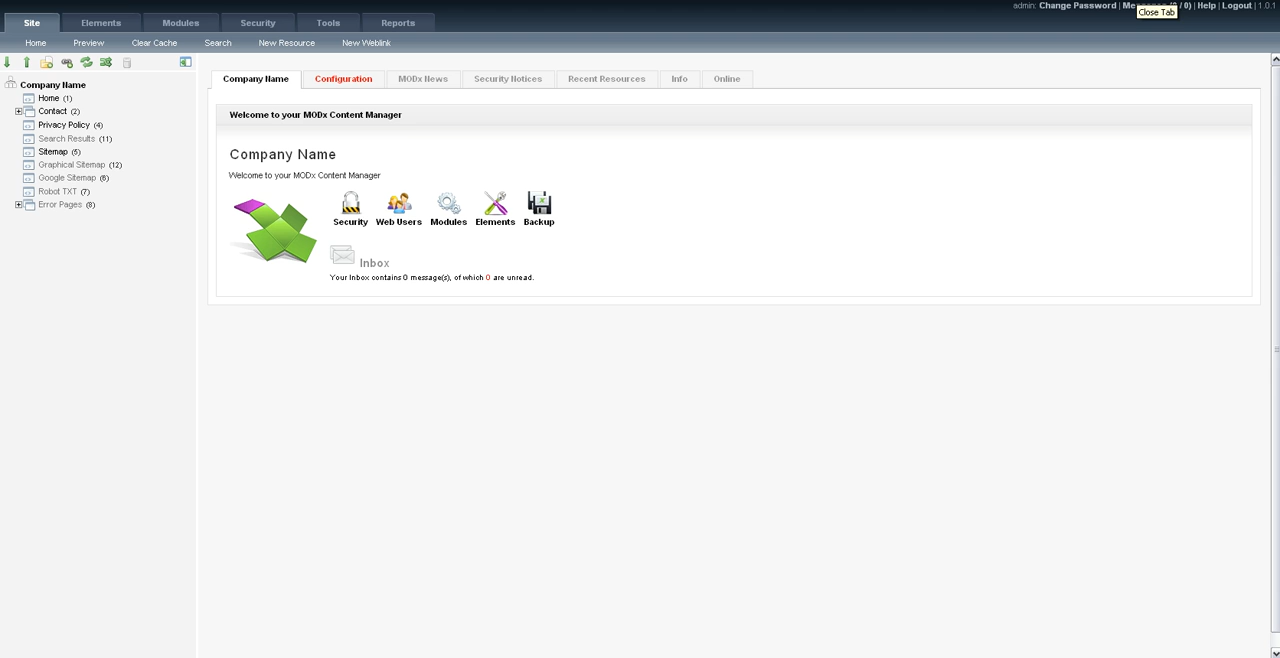 admin: Change Password | Messages (0 / 0) | Help | Logout | 1.0.1
Close Tab
Site Elements Modules Security Tools Reports
Home Preview Clear Cache Search New Resource New Weblink
Company Name
Home (1)
Contact (2)
Privacy Policy (4)
Search Results (11)
Sitemap (5)
Graphical Sitemap (12)
Google Sitemap (6)
Robot TXT (7)
Error Pages (8)
Company Name Configuration MODx News Security Notices Recent Resources Info Online
Welcome to your MODx Content Manager
Company Name
Welcome to your MODx Content Manager
Security Web Users Modules Elements Backup
Inbox
Your Inbox contains 0 message(s), of which 0 are unread.